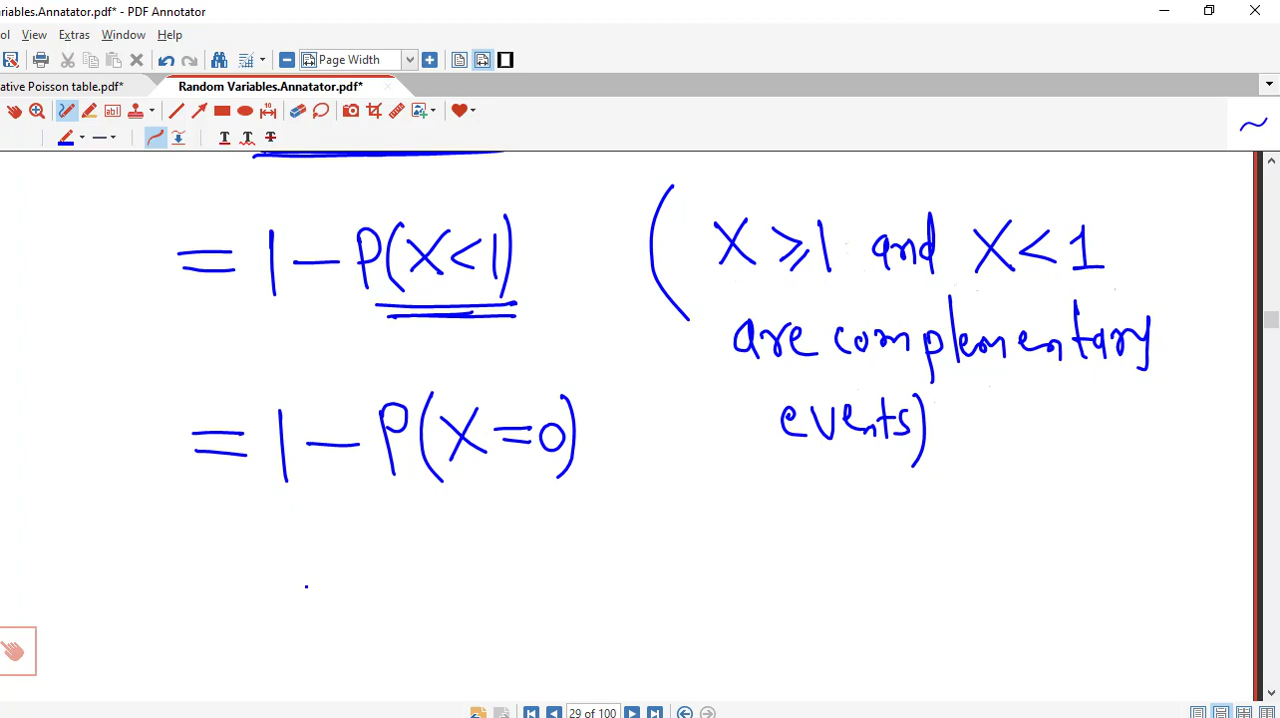 ariables.Annatator.pdf* - PDF Annotator
ol View Extras Window Help
Page Width
ative Poisson table.pdf* Random Variables.Annatator.pdf*
= 1 - P(X<1) ( X ⩾ 1 and X < 1
are complementary
= 1 - P(X=0) events)
29 of 100